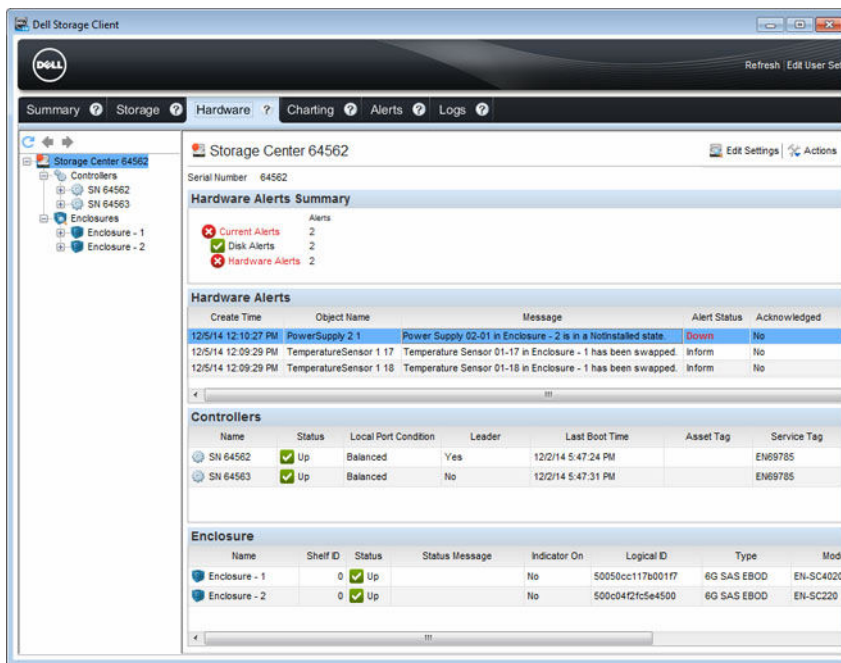 Dell Storage Client
DELL
Refresh Edit User Set
Summary ? Storage ? Hardware ? Charting ? Alerts ? Logs ?
Storage Center 64562
Controllers
SN 64562
SN 64563
Enclosures
Enclosure - 1
Enclosure - 2
Storage Center 64562
Edit Settings Actions
Serial Number 64562
Hardware Alerts Summary
Alerts
Current Alerts 2
Disk Alerts 2
Hardware Alerts 2
Hardware Alerts
Create Time Object Name Message Alert Status Acknowledged
12/5/14 12:10:27 PM PowerSupply 2 1 Power Supply 02-01 in Enclosure - 2 is in a NotInstalled state. Down No
12/5/14 12:09:29 PM TemperatureSensor 1 17 Temperature Sensor 01-17 in Enclosure - 1 has been swapped. Inform No
12/5/14 12:09:29 PM TemperatureSensor 1 18 Temperature Sensor 01-18 in Enclosure - 1 has been swapped. Inform No
Controllers
Name Status Local Port Condition Leader Last Boot Time Asset Tag Service Tag
SN 64562 Up Balanced Yes 12/2/14 5:47:24 PM EN69785
SN 64563 Up Balanced No 12/2/14 5:47:31 PM EN69785
Enclosure
Name Shelf ID Status Status Message Indicator On Logical ID Type Mod
Enclosure - 1 0 Up No 50050cc117b001f7 6G SAS EBOD EN-SC4020
Enclosure - 2 0 Up No 500c04f2fc5e4500 6G SAS EBOD EN-SC220